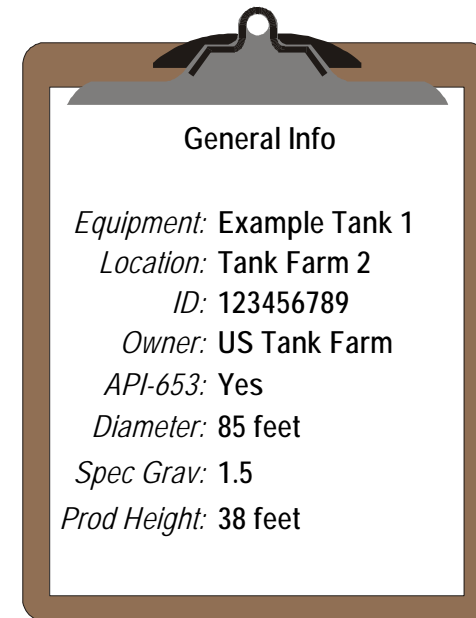 General Info
Equipment: Example Tank 1
Location: Tank Farm 2
ID: 123456789
Owner: US Tank Farm
API-653: Yes
Diameter: 85 feet
Spec Grav: 1.5
Prod Height: 38 feet